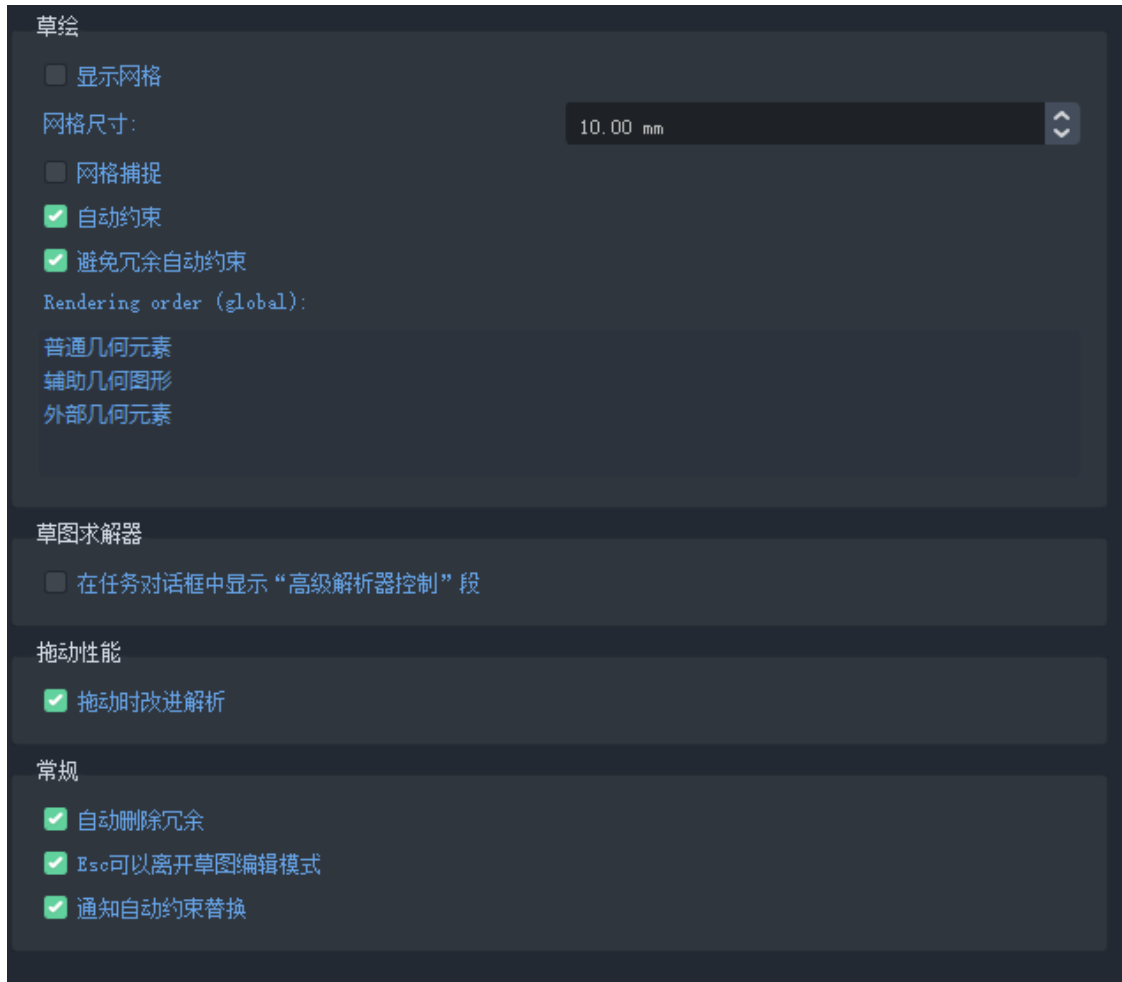 草绘
显示网格
网格尺寸:
10.00 mm
网格捕捉
自动约束
避免冗余自动约束
Rendering order (global):
普通几何元素
辅助几何图形
外部几何元素
草图求解器
在任务对话框中显示“高级解析器控制”段
拖动性能
拖动时改进解析
常规
自动删除冗余
Esc可以离开草图编辑模式
通知自动约束替换